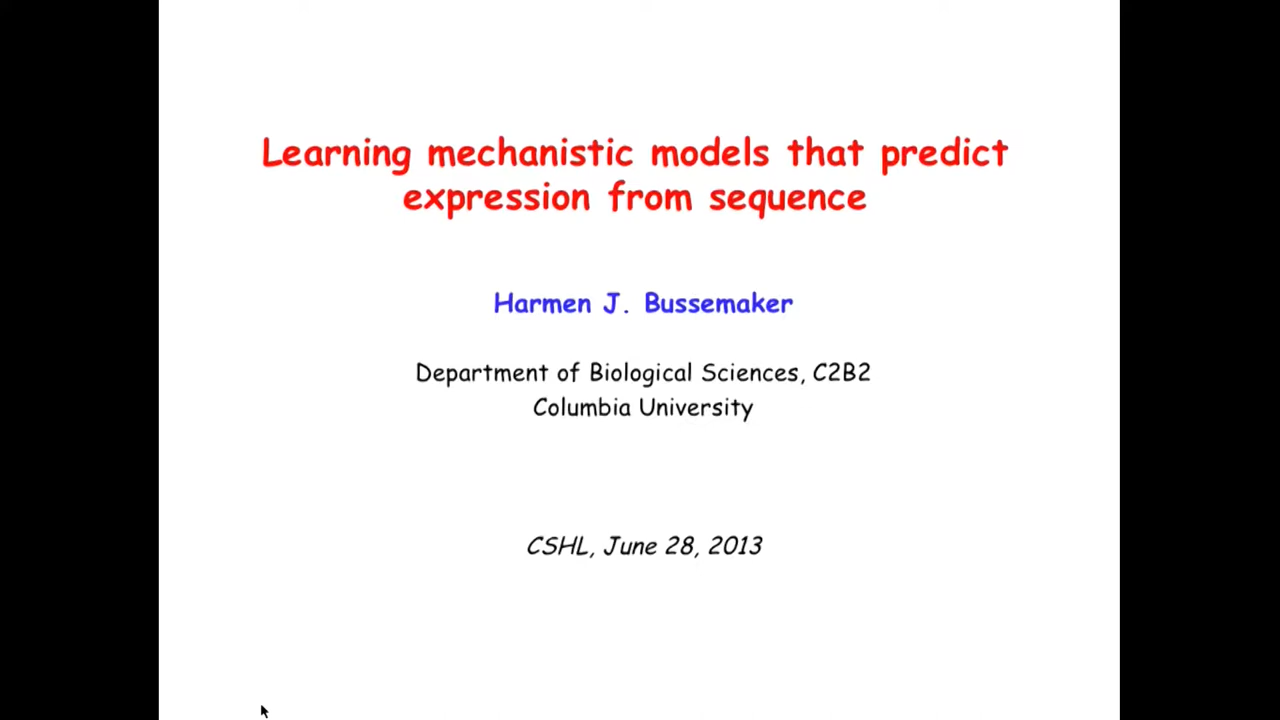 Learning mechanistic models that predict
expression from sequence
Harmen J. Bussemaker
Department of Biological Sciences, C2B2
Columbia University
CSHL, June 28, 2013